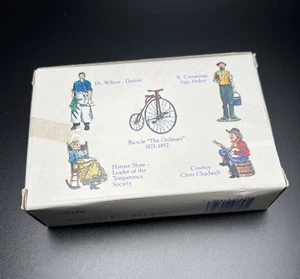 Dr. Wilson - Dentist
B. Cummings
Sign Maker
Bicycle "The Ordinary"
1871-1892
Harriet Shaw -
Leader of the
Temperance
Society
Cowboy
Chris Chadwell